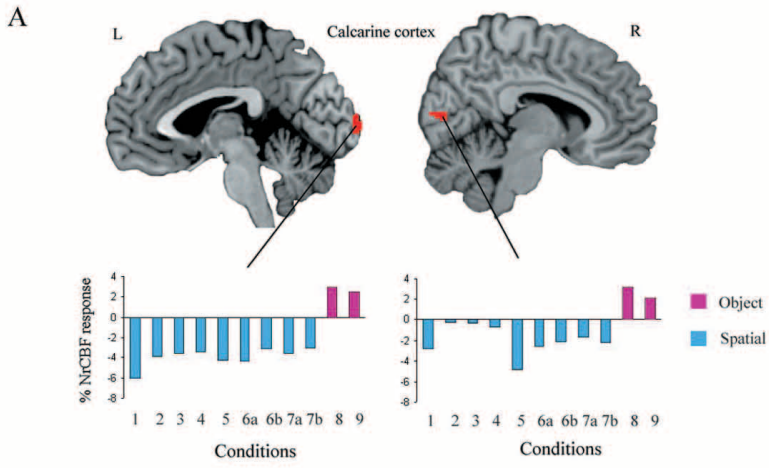 A
L Calcarine cortex R
% NrCBF response
4
2
0
-2
-4
-6
-8
1 2 3 4 5 6a 6b 7a 7b 8 9
Conditions
4
2
0
-2
-4
-6
-8
1 2 3 4 5 6a 6b 7a 7b 8 9
Conditions
Object
Spatial